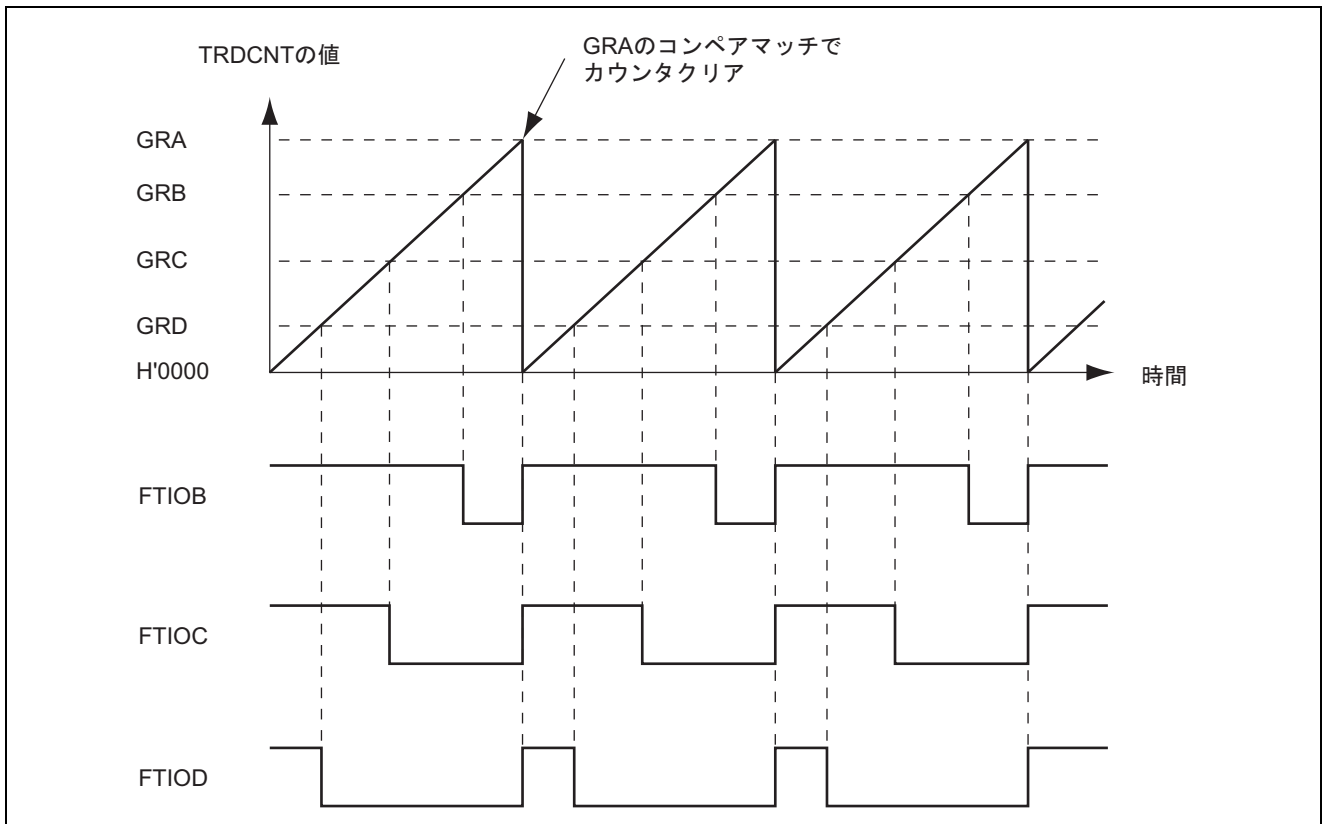 TRDCNTの値
GRAのコンペアマッチで
カウンタクリア
GRA
GRB
GRC
GRD
H'0000
時間
FTIOB
FTIOC
FTIOD